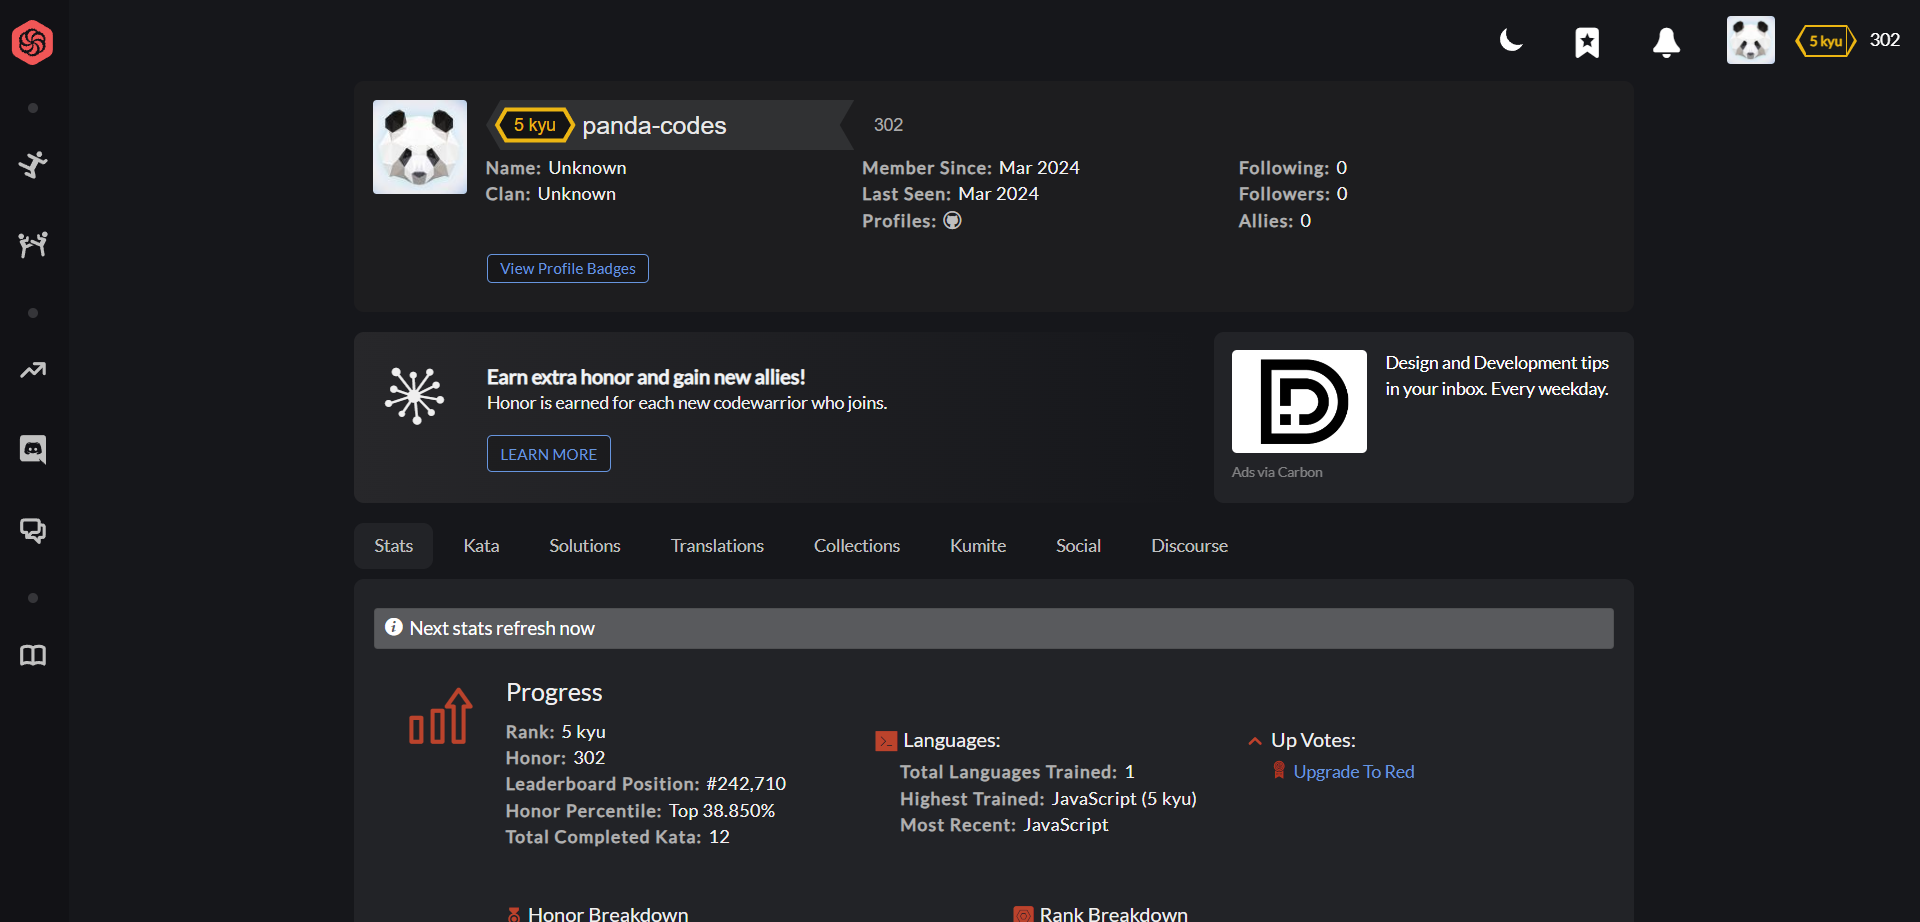 5 kyu
302
5 kyu
panda-codes
302
Name: Unknown
Clan: Unknown
Member Since: Mar 2024
Last Seen: Mar 2024
Profiles:
Following: 0
Followers: 0
Allies: 0
View Profile Badges
Earn extra honor and gain new allies!
Honor is earned for each new codewarrior who joins.
LEARN MORE
Design and Development tips
in your inbox. Every weekday.
Ads via Carbon
Stats
Kata
Solutions
Translations
Collections
Kumite
Social
Discourse
Next stats refresh now
Progress
Rank: 5 kyu
Honor: 302
Leaderboard Position: #242,710
Honor Percentile: Top 38.850%
Total Completed Kata: 12
Languages:
Total Languages Trained: 1
Highest Trained: JavaScript (5 kyu)
Most Recent: JavaScript
Up Votes:
Upgrade To Red
Honor Breakdown
Rank Breakdown